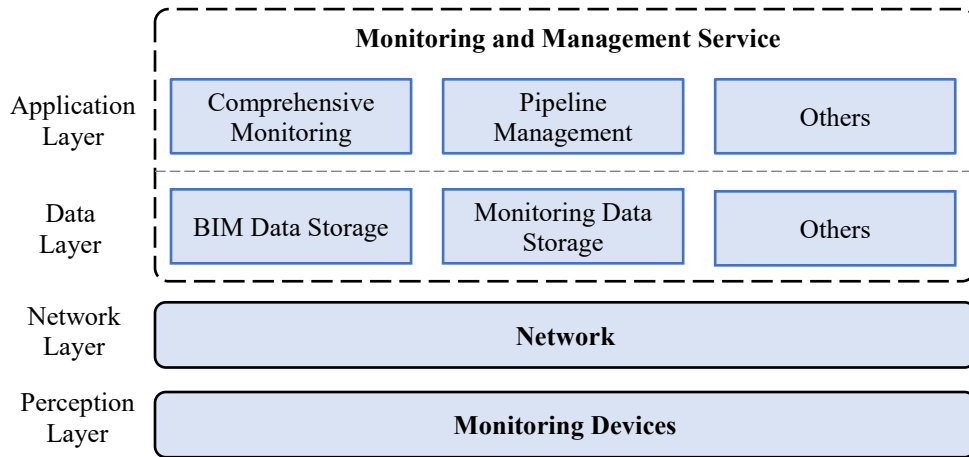 Monitoring and Management Service
Application
Layer
Comprehensive
Monitoring
Pipeline
Management
Others
Data
Layer
BIM Data Storage
Monitoring Data
Storage
Others
Network
Layer
Network
Perception
Layer
Monitoring Devices